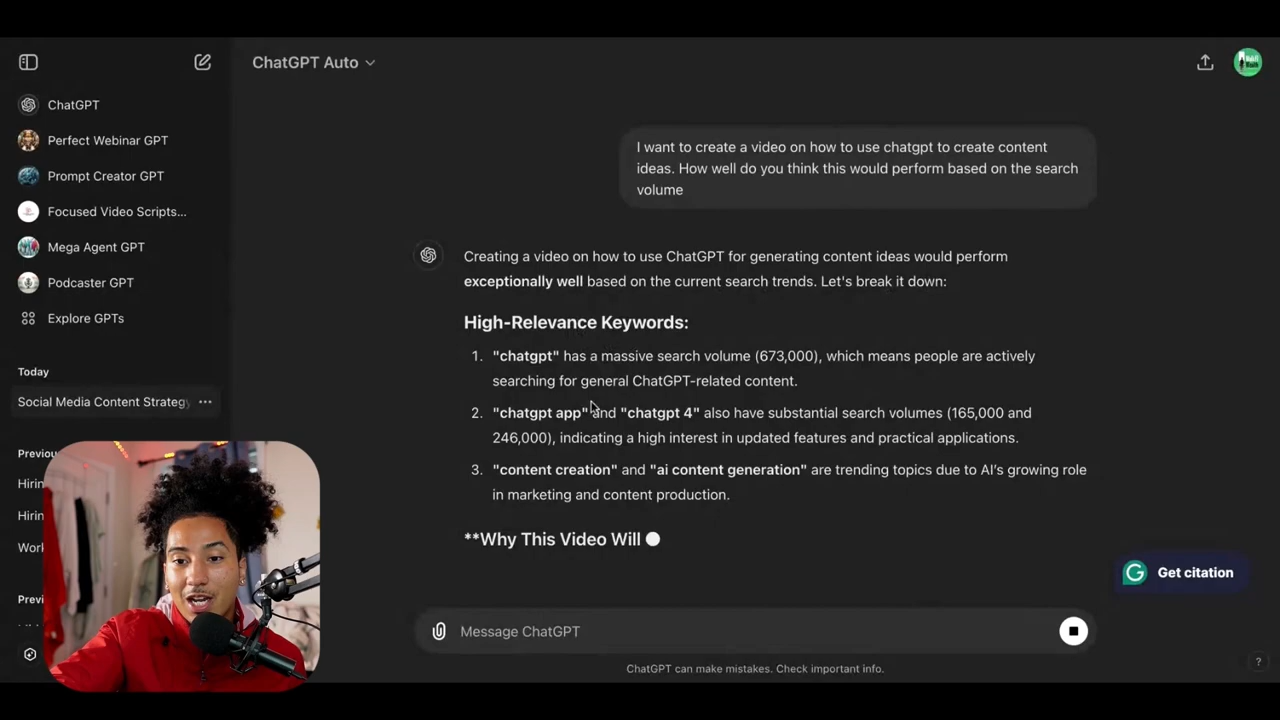 ChatGPT Auto
ChatGPT
Perfect Webinar GPT
Prompt Creator GPT
Focused Video Scripts...
Mega Agent GPT
Podcaster GPT
Explore GPTs
Today
Social Media Content Strategy
Previou
Hirin
Hirin
Work
Previ
I want to create a video on how to use chatgpt to create content
ideas. How well do you think this would perform based on the search
volume
Creating a video on how to use ChatGPT for generating content ideas would perform
exceptionally well based on the current search trends. Let's break it down:
High-Relevance Keywords:
1. "chatgpt" has a massive search volume (673,000), which means people are actively
searching for general ChatGPT-related content.
2. "chatgpt app" and "chatgpt 4" also have substantial search volumes (165,000 and
246,000), indicating a high interest in updated features and practical applications.
3. "content creation" and "ai content generation" are trending topics due to AI's growing role
in marketing and content production.
**Why This Video Will
Get citation
Message ChatGPT
ChatGPT can make mistakes. Check important info.
?